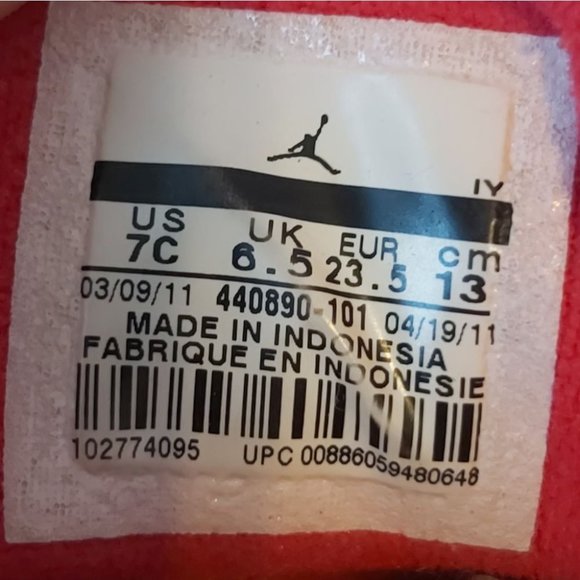 IY
US UK EUR cm
7C 6.5 23.5 13
03/09/11 440890-101 04/19/11
MADE IN INDONESIA
FABRIQUE EN INDONESIE
102774095 UPC 00886059480648